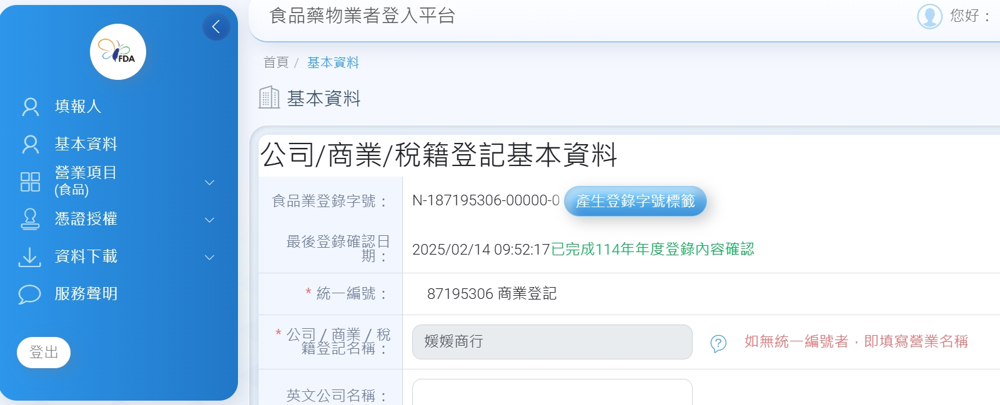 食品藥物業者登入平台
您好：
FDA
填報人
基本資料
營業項目
(食品)
憑證授權
資料下載
服務聲明
登出
首頁 / 基本資料
基本資料
公司/商業/稅籍登記基本資料
食品業登錄字號： N-187195306-00000-0 產生登錄字號標籤
最後登錄確認日
期： 2025/02/14 09:52:17已完成114年年度登錄內容確認
* 統一編號： 87195306 商業登記
* 公司 / 商業 / 稅
籍登記名稱： 媛媛商行 ? 如無統一編號者，即填寫營業名稱
英文公司名稱：